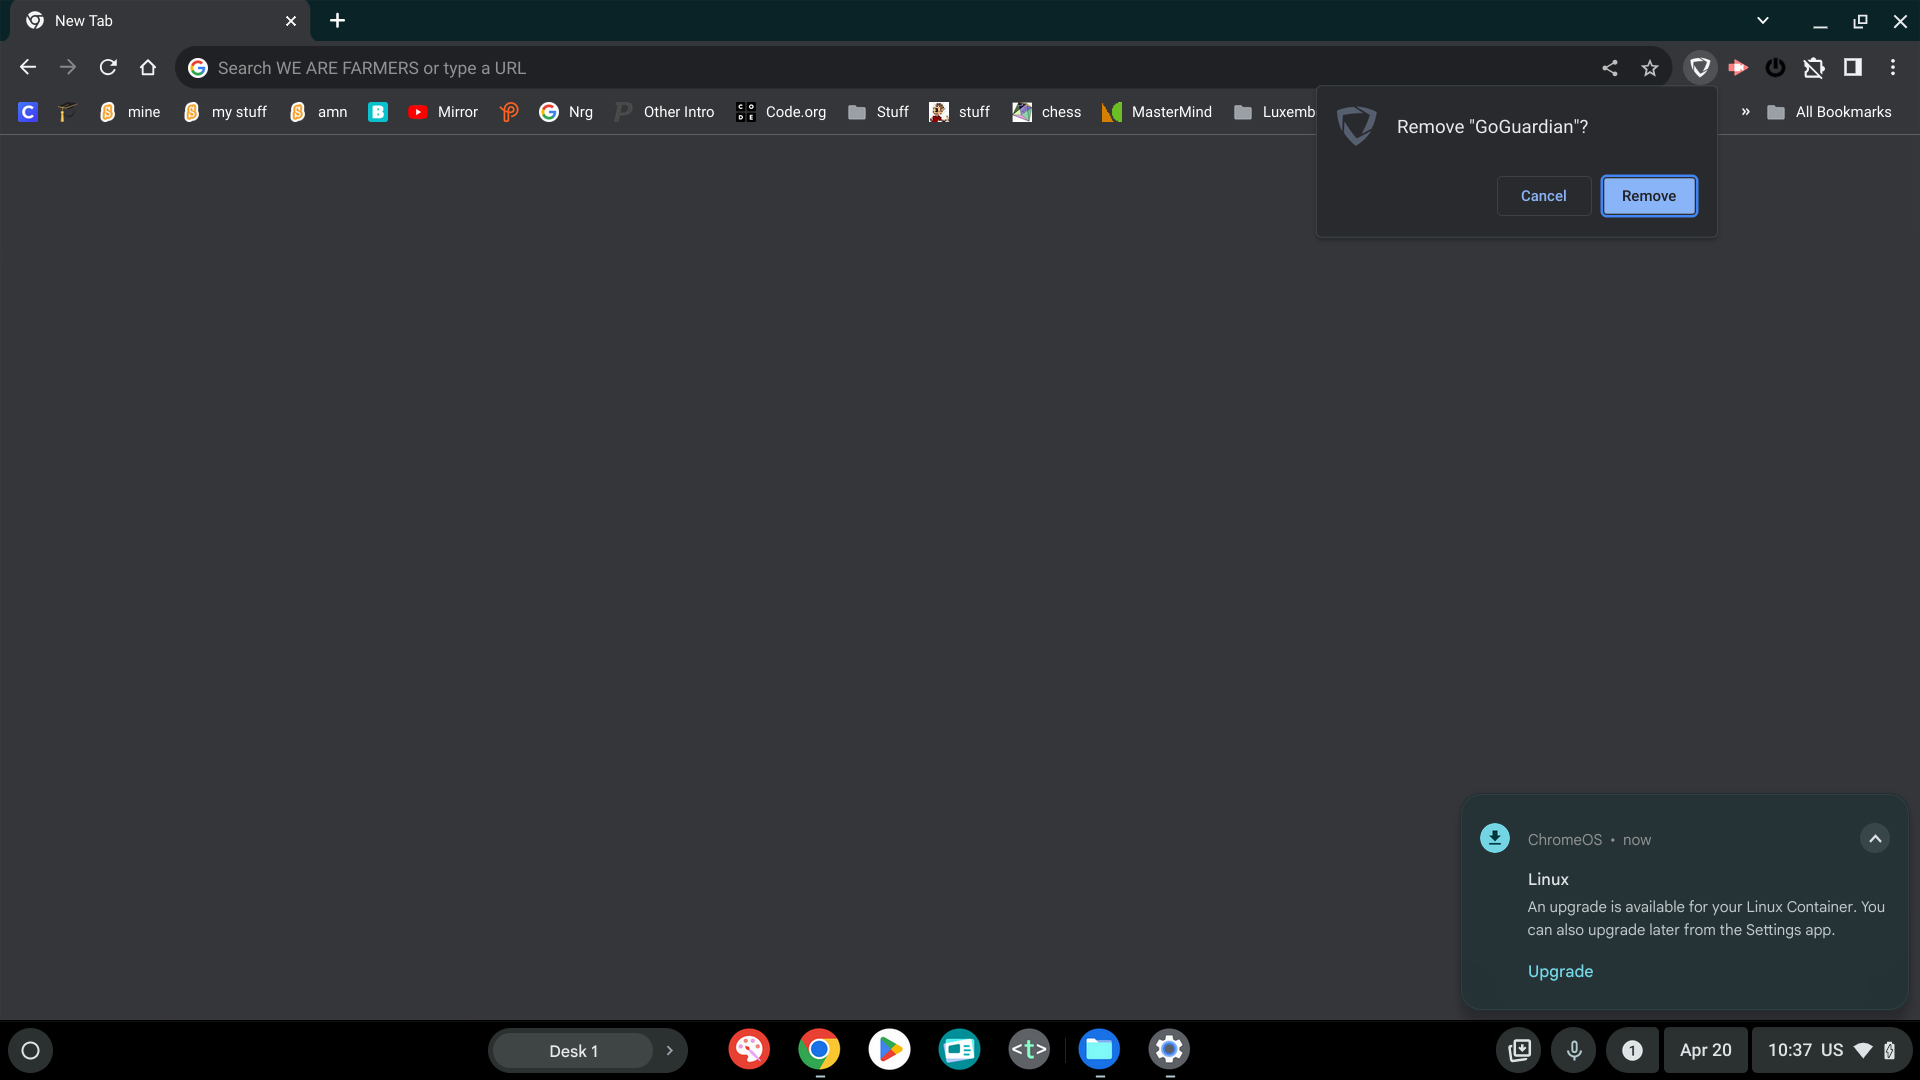 New Tab
Search WE ARE FARMERS or type a URL
mine my stuff amn B Mirror Nrg Other Intro Code.org Stuff stuff chess MasterMind Luxemb » All Bookmarks
Remove "GoGuardian"?
Cancel Remove
ChromeOS • now
Linux
An upgrade is available for your Linux Container. You
can also upgrade later from the Settings app.
Upgrade
Desk 1 <t> 1 Apr 20 10:37 US